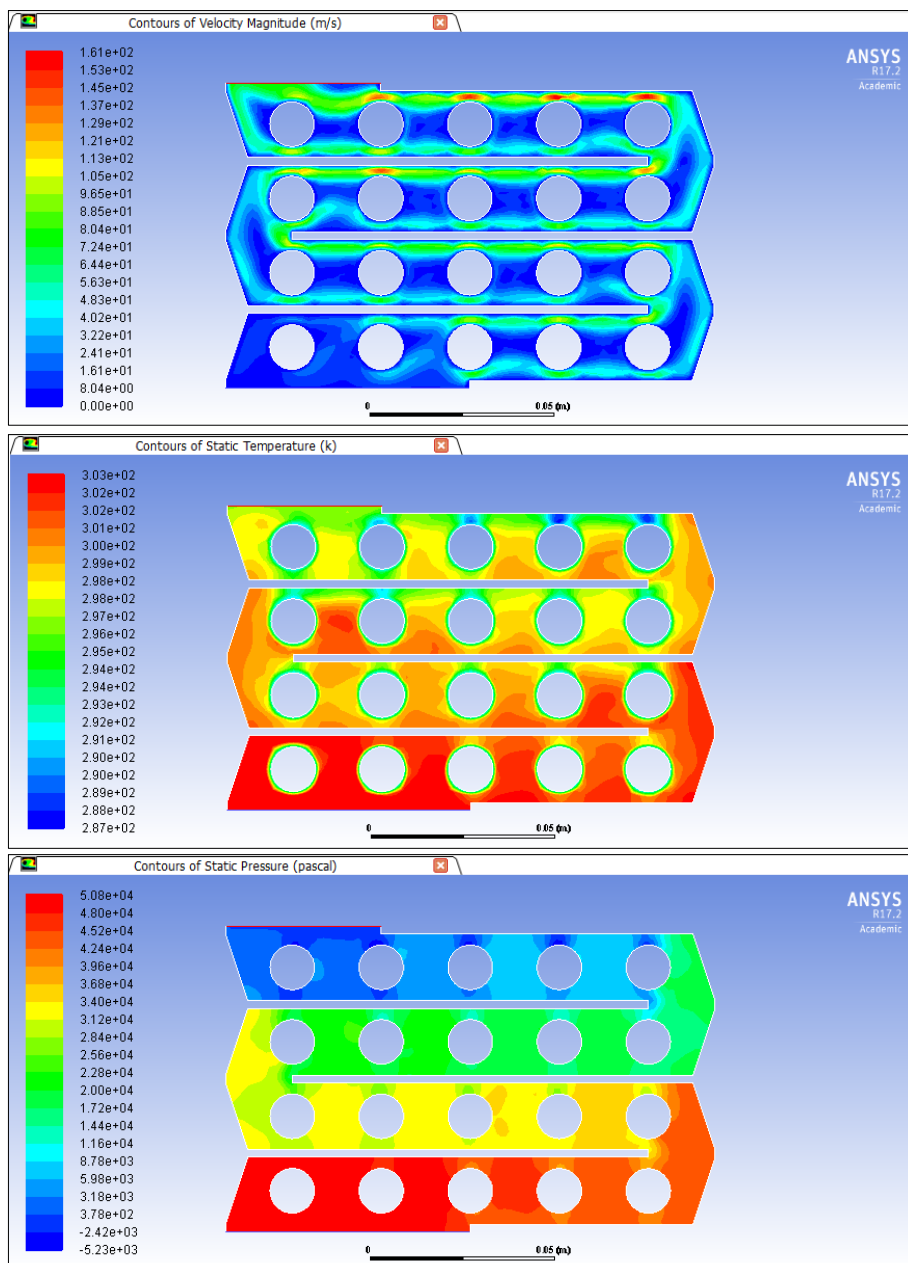 Contours of Velocity Magnitude (m/s)
1.61e+02
1.53e+02
1.45e+02
1.37e+02
1.29e+02
1.21e+02
1.13e+02
1.05e+02
9.65e+01
8.85e+01
8.04e+01
7.24e+01
6.44e+01
5.63e+01
4.83e+01
4.02e+01
3.22e+01
2.41e+01
1.61e+01
8.04e+00
0.00e+00
ANSYS
R17.2
Academic
0 0.05 (m)
Contours of Static Temperature (k)
3.03e+02
3.02e+02
3.02e+02
3.01e+02
3.00e+02
2.99e+02
2.98e+02
2.98e+02
2.97e+02
2.96e+02
2.95e+02
2.94e+02
2.94e+02
2.93e+02
2.92e+02
2.91e+02
2.90e+02
2.90e+02
2.88e+02
2.87e+02
ANSYS
R17.2
Academic
0 0.05 (m)
Contours of Static Pressure (pascal)
5.08e+04
4.80e+04
4.52e+04
4.24e+04
3.96e+04
3.68e+04
3.40e+04
3.12e+04
2.84e+04
2.56e+04
2.28e+04
2.00e+04
1.72e+04
1.44e+04
1.16e+04
8.78e+03
5.98e+03
3.18e+03
3.78e+02
-2.42e+03
-5.23e+03
ANSYS
R17.2
Academic
0 0.05 (m)